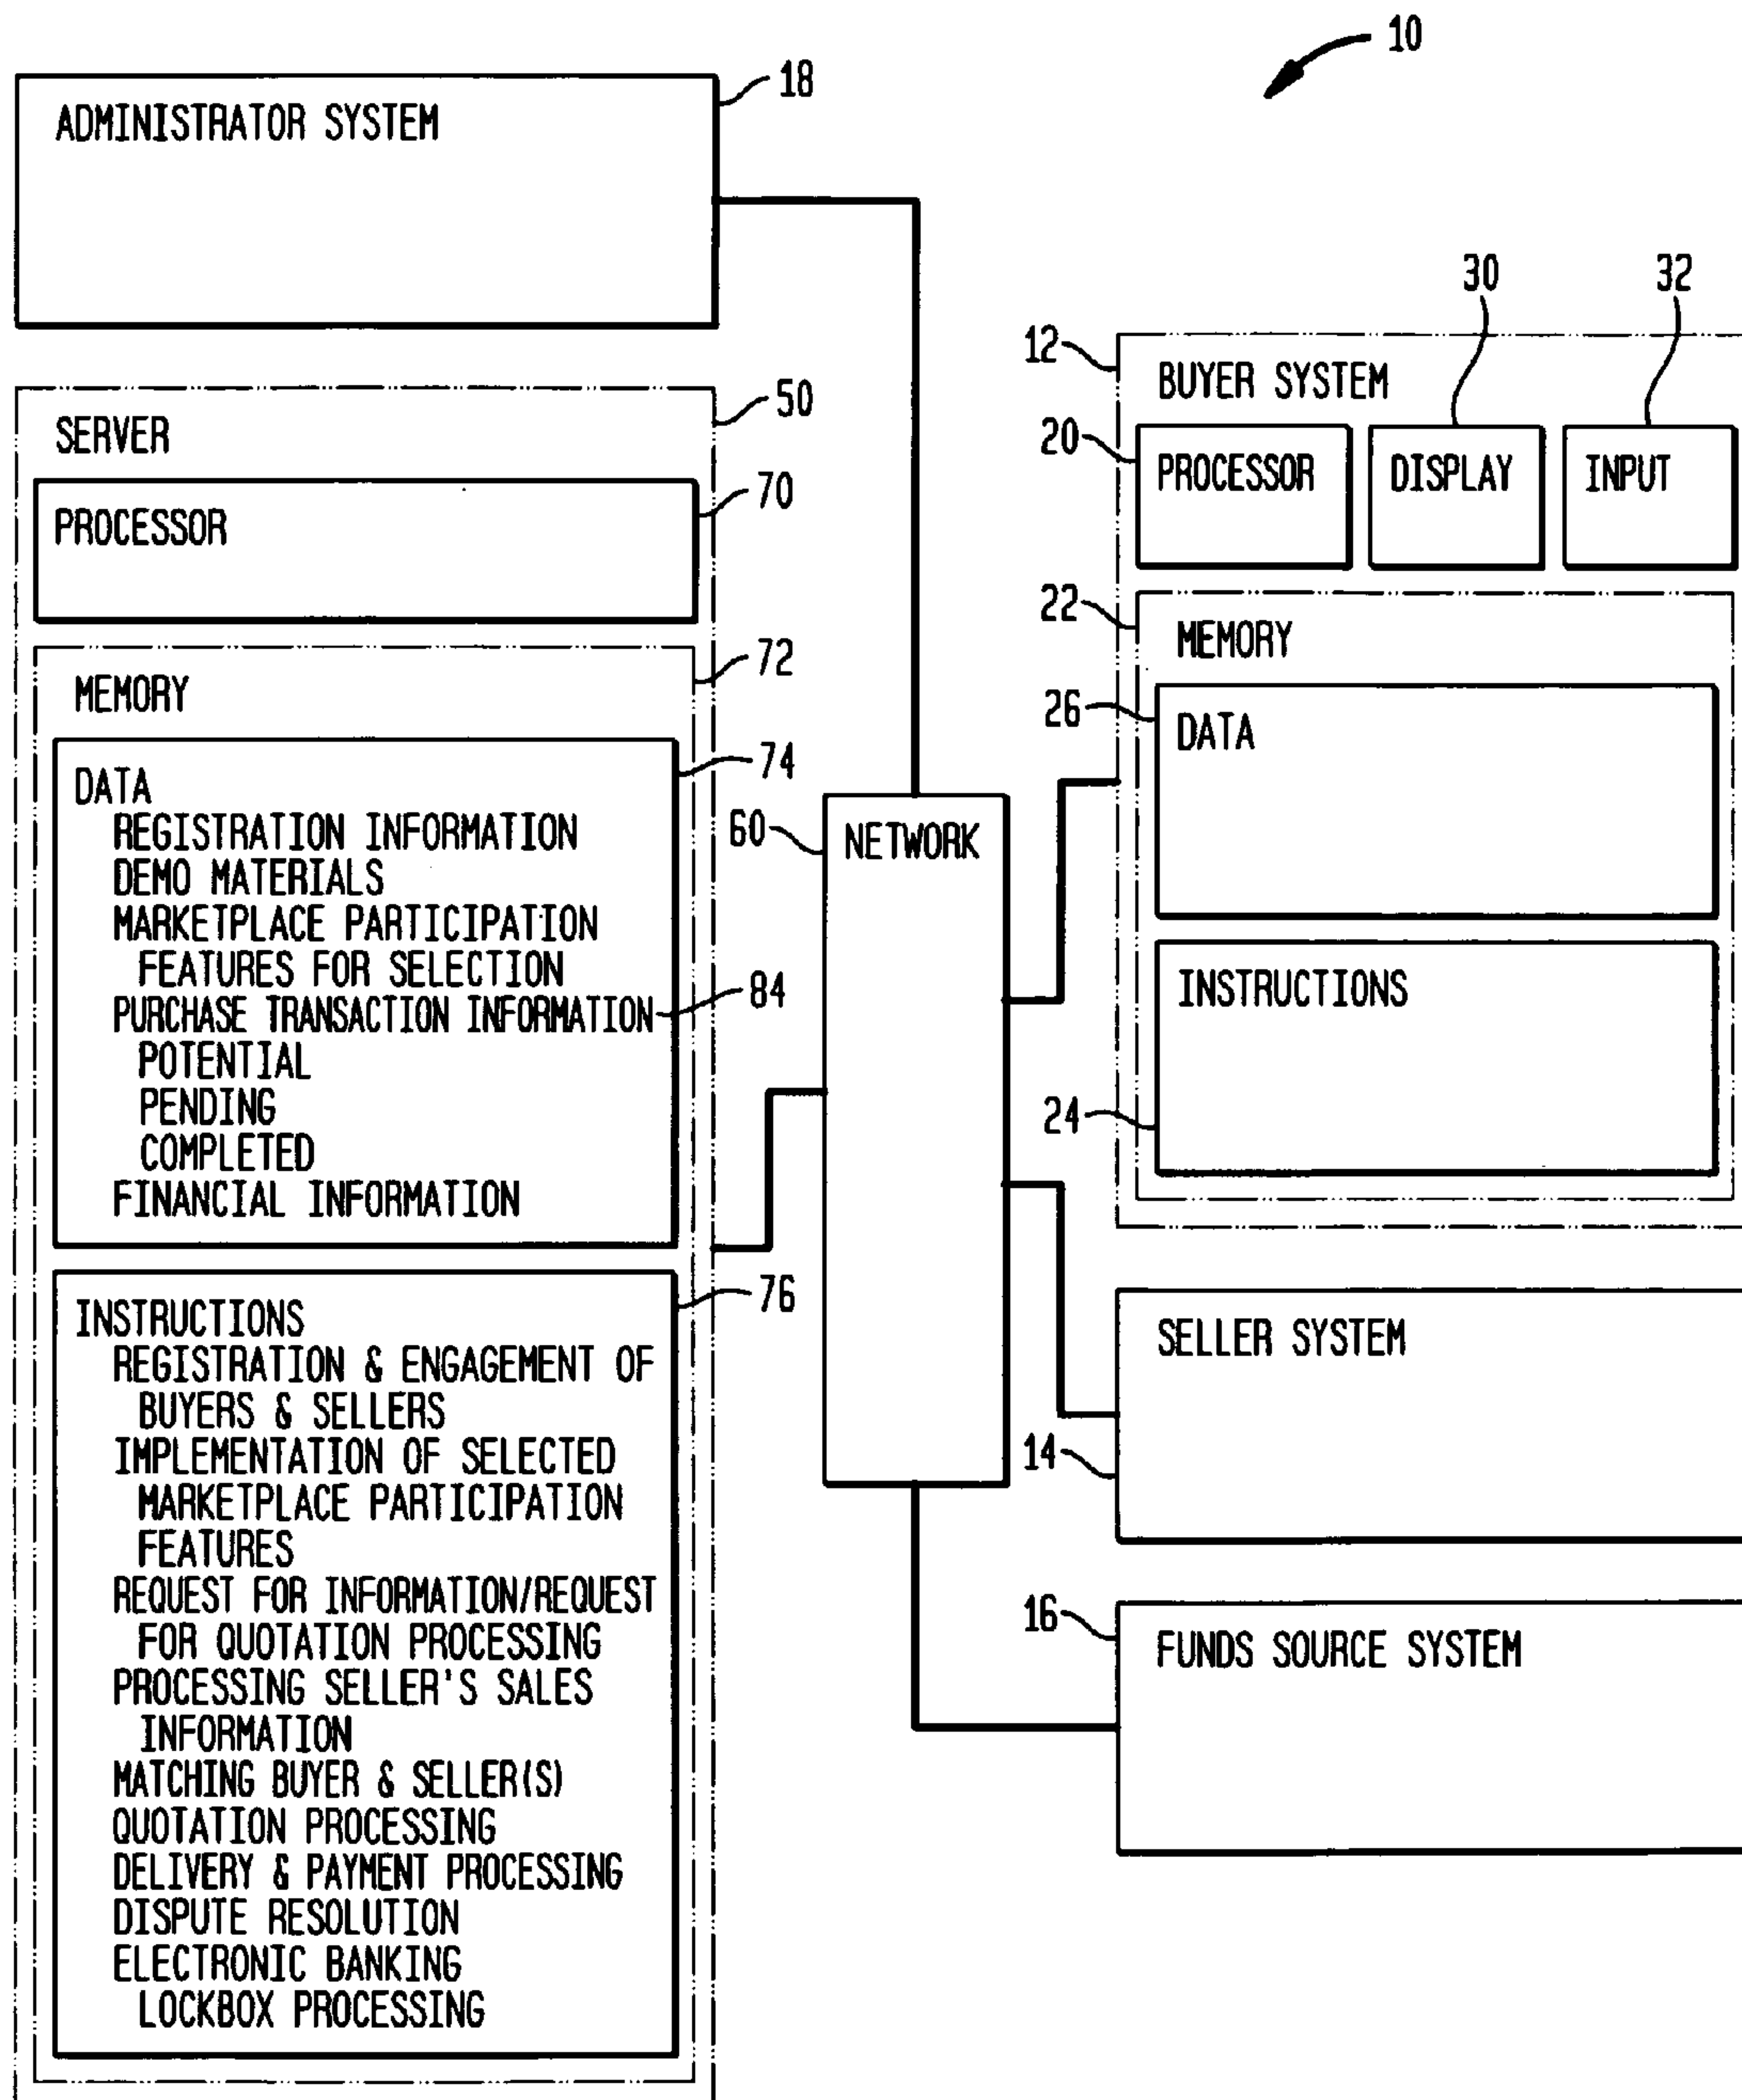 10
18
ADMINISTRATOR SYSTEM
50
SERVER
70
PROCESSOR
72
MEMORY
74
DATA
REGISTRATION INFORMATION
DEMO MATERIALS
MARKETPLACE PARTICIPATION
FEATURES FOR SELECTION
PURCHASE TRANSACTION INFORMATION
84
POTENTIAL
PENDING
COMPLETED
FINANCIAL INFORMATION
76
INSTRUCTIONS
REGISTRATION & ENGAGEMENT OF
BUYERS & SELLERS
IMPLEMENTATION OF SELECTED
MARKETPLACE PARTICIPATION
FEATURES
REQUEST FOR INFORMATION/REQUEST
FOR QUOTATION PROCESSING
PROCESSING SELLER'S SALES
INFORMATION
MATCHING BUYER & SELLER(S)
QUOTATION PROCESSING
DELIVERY & PAYMENT PROCESSING
DISPUTE RESOLUTION
ELECTRONIC BANKING
LOCKBOX PROCESSING
60
NETWORK
30
32
12
BUYER SYSTEM
20
PROCESSOR
DISPLAY
INPUT
22
MEMORY
26
DATA
INSTRUCTIONS
24
SELLER SYSTEM
14
16
FUNDS SOURCE SYSTEM